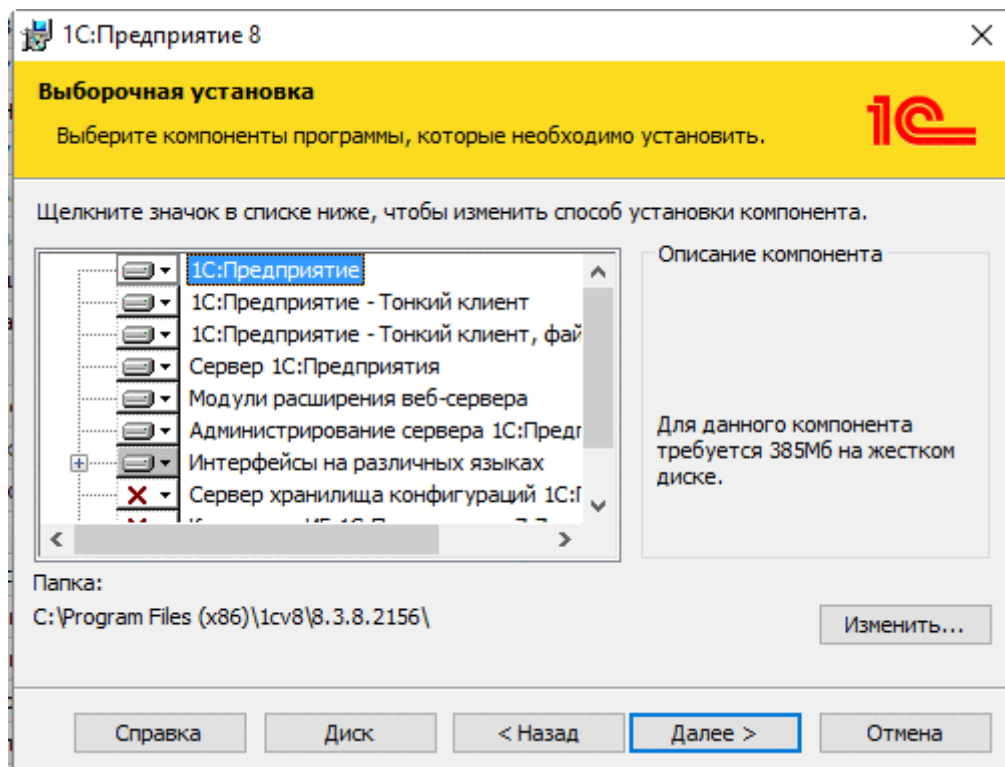 1С:Предприятие 8
Выборочная установка
Выберите компоненты программы, которые необходимо установить.
1С
Щелкните значок в списке ниже, чтобы изменить способ установки компонента.
1С:Предприятие
1С:Предприятие - Тонкий клиент
1С:Предприятие - Тонкий клиент, фай
Сервер 1С:Предприятия
Модули расширения веб-сервера
Администрирование сервера 1С:Предг
Интерфейсы на различных языках
Сервер хранилища конфигураций 1С:Г
Описание компонента
Для данного компонента
требуется 385Мб на жестком
диске.
Папка:
C:\Program Files (x86)\1cv8\8.3.8.2156\
Изменить...
Справка
Диск
< Назад
Далее >
Отмена